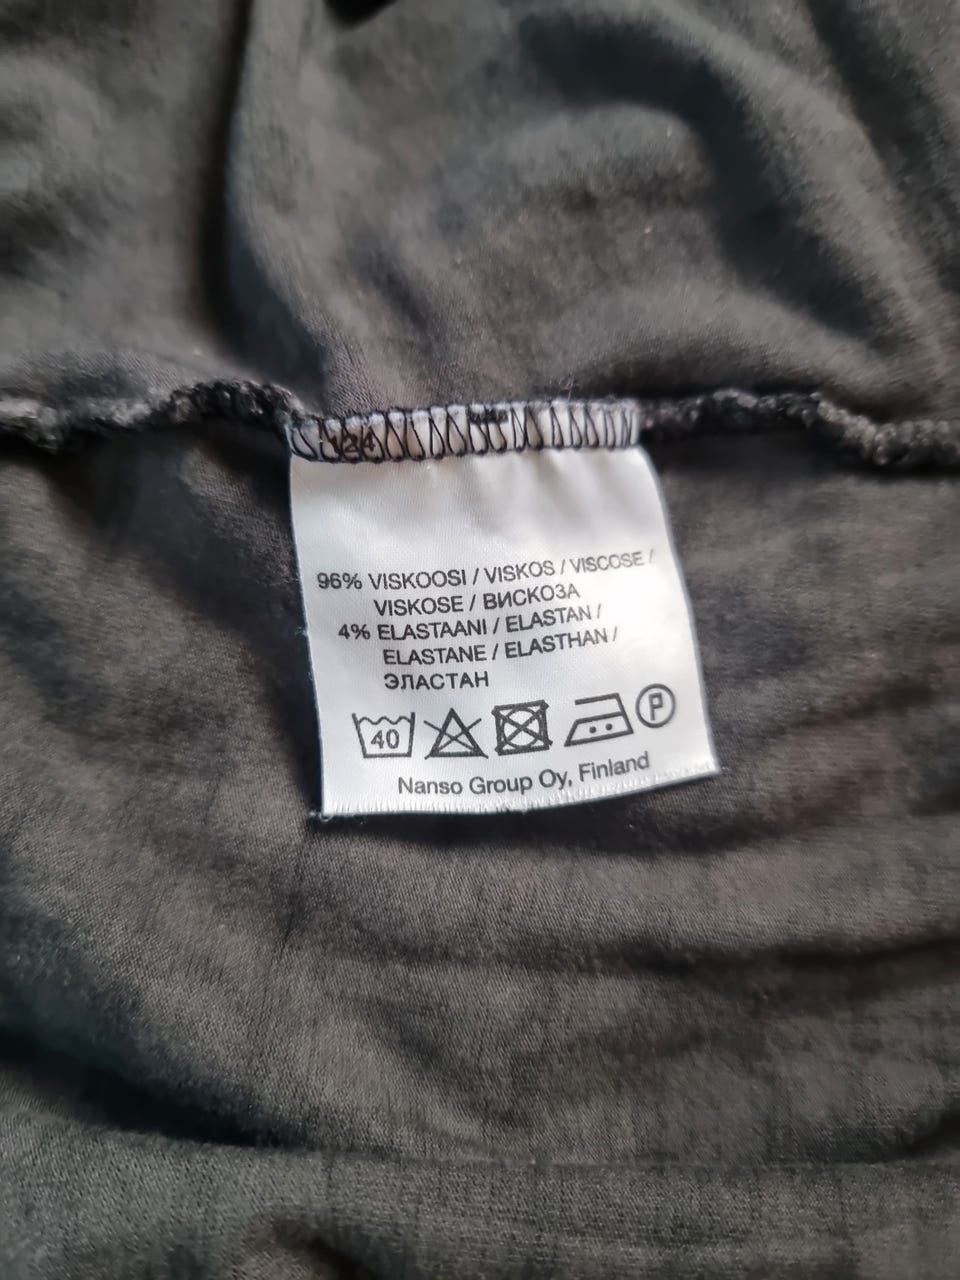 96% VISKOOSI / VISKOS / VISCOSE /
VISKOSE / ВИСКОЗА
4% ELASTAANI / ELASTAN /
ELASTANE / ELASTHAN /
ЭЛАСТАН
40 P
Nanso Group Oy, Finland